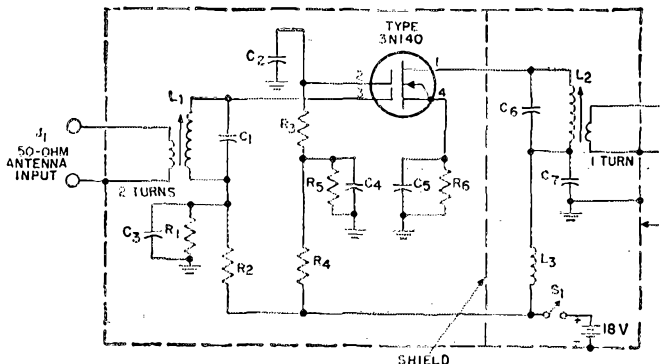 TYPE
3N140
C2
1
L2
2
3
4
L1
C6
J1
50-OHM
ANTENNA
INPUT
C1
R3
1 TURN
2 TURNS
R5
C4
C5
R6
C7
C3
R1
R2
R4
L3
S1
+
18V
-
SHIELD